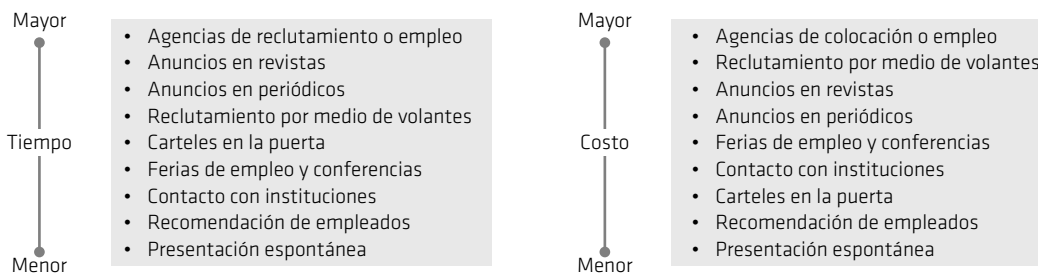 Mayor
Tiempo
Menor
• Agencias de reclutamiento o empleo
• Anuncios en revistas
• Anuncios en periódicos
• Reclutamiento por medio de volantes
• Carteles en la puerta
• Ferias de empleo y conferencias
• Contacto con instituciones
• Recomendación de empleados
• Presentación espontánea
Mayor
Costo
Menor
• Agencias de colocación o empleo
• Reclutamiento por medio de volantes
• Anuncios en revistas
• Anuncios en periódicos
• Ferias de empleo y conferencias
• Contacto con instituciones
• Carteles en la puerta
• Recomendación de empleados
• Presentación espontánea